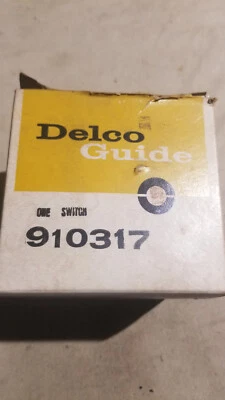 Delco
Guide
ONE SWITCH
910317